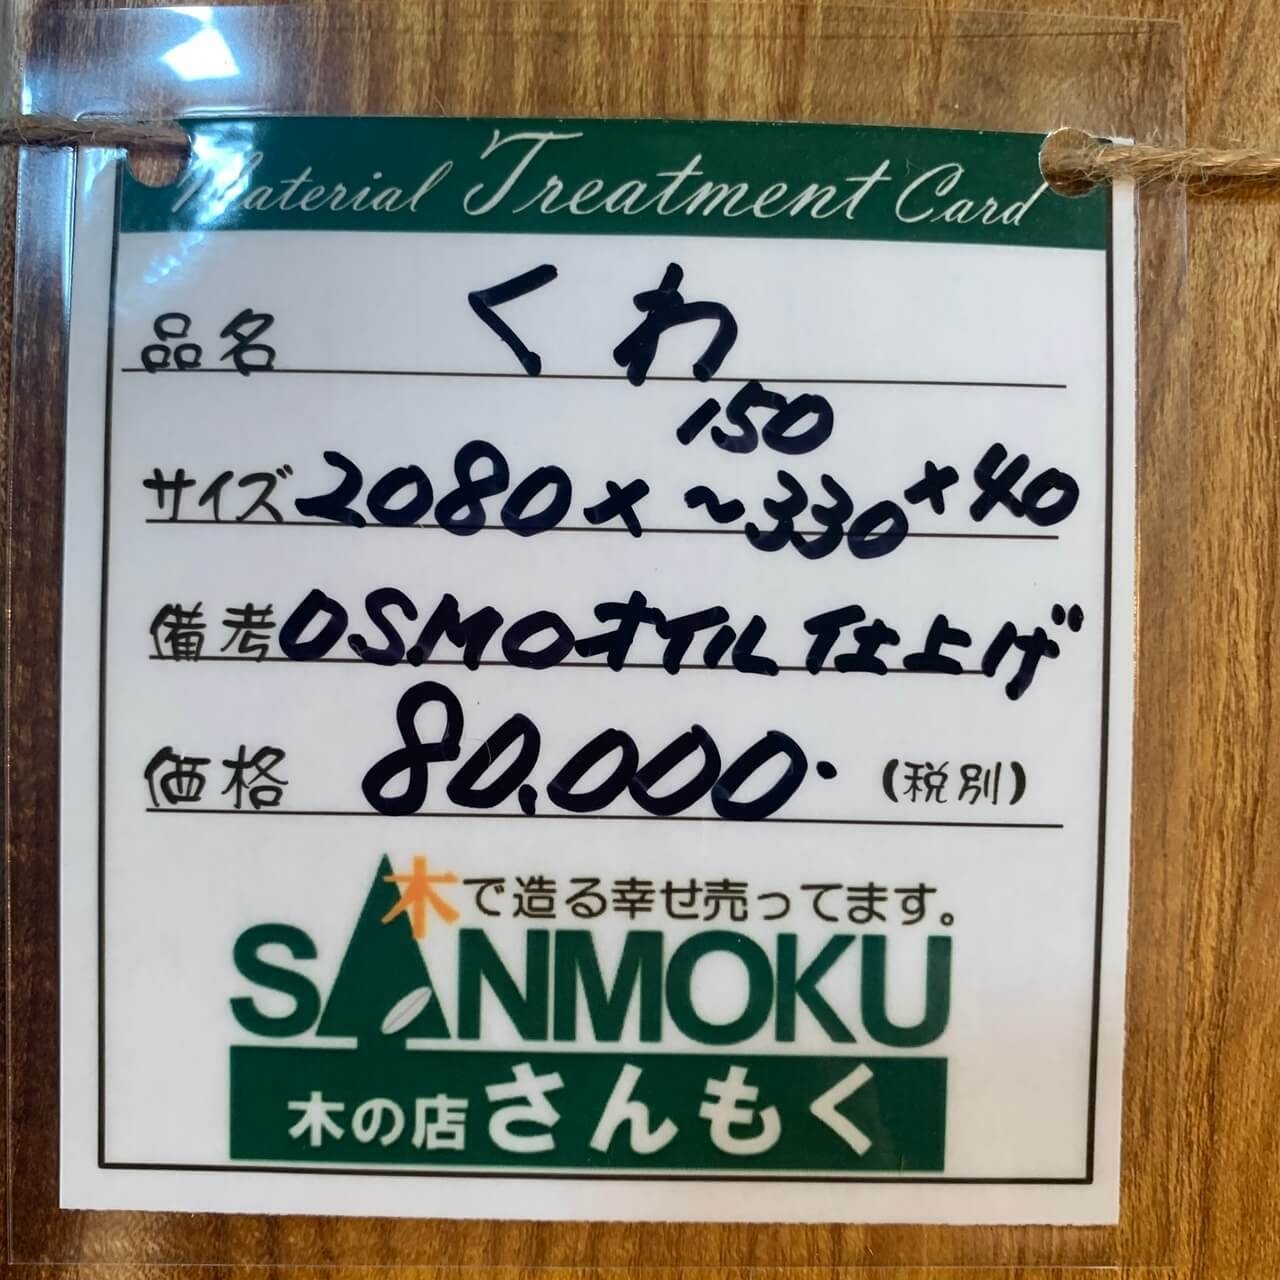 Material Treatment Card
品名 くわ
サイズ 2080 × 150~330 × 40
備考 OSMOオイル仕上げ
価格 80,000. (税別)
木で造る幸せ売ってます。
SANMOKU
木の店 さんもく